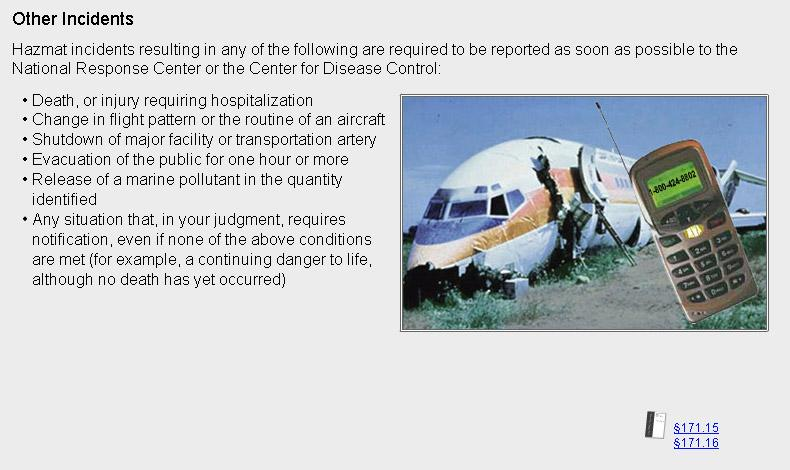 Other Incidents
Hazmat incidents resulting in any of the following are required to be reported as soon as possible to the
National Response Center or the Center for Disease Control:
• Death, or injury requiring hospitalization
• Change in flight pattern or the routine of an aircraft
• Shutdown of major facility or transportation artery
• Evacuation of the public for one hour or more
• Release of a marine pollutant in the quantity
identified
• Any situation that, in your judgment, requires
notification, even if none of the above conditions
are met (for example, a continuing danger to life,
although no death has yet occurred)
1-800-424-8802
§171.15
§171.16